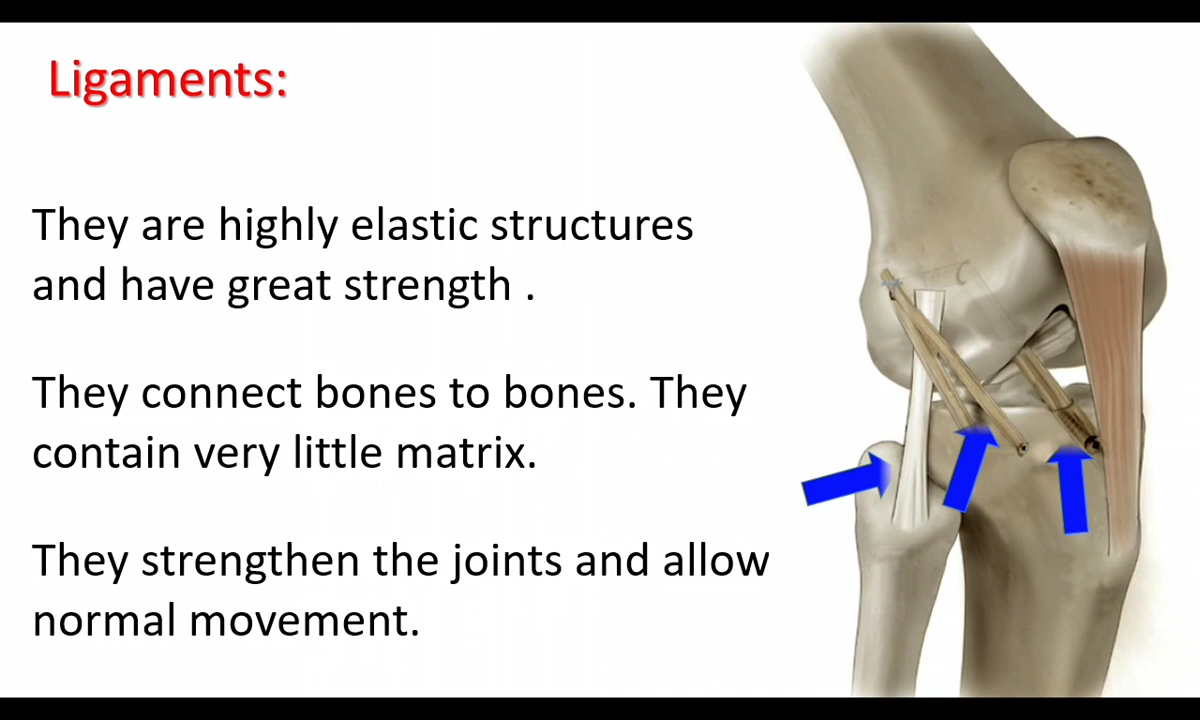 Ligaments:
They are highly elastic structures
and have great strength .
They connect bones to bones. They
contain very little matrix.
They strengthen the joints and allow
normal movement.